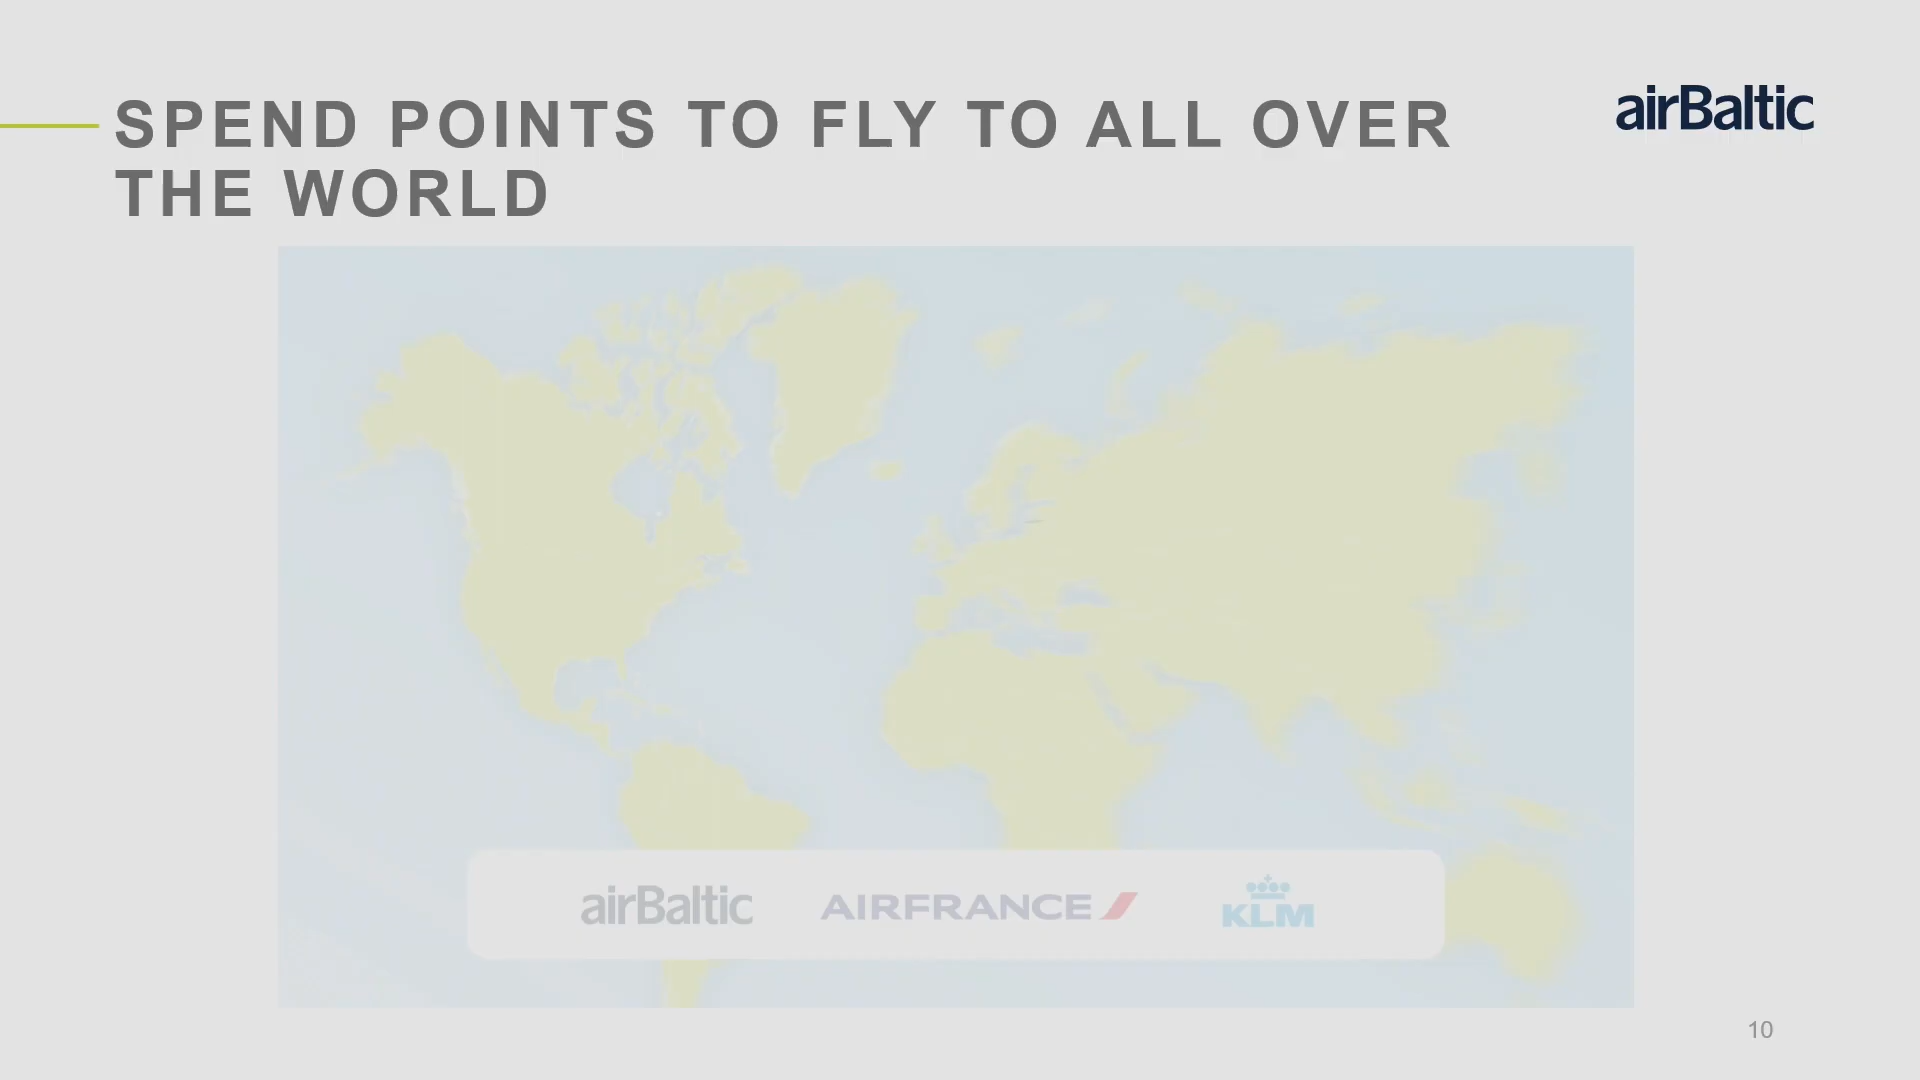 SPEND POINTS TO FLY TO ALL OVER
THE WORLD
airBaltic
airBaltic AIRFRANCE KLM
10